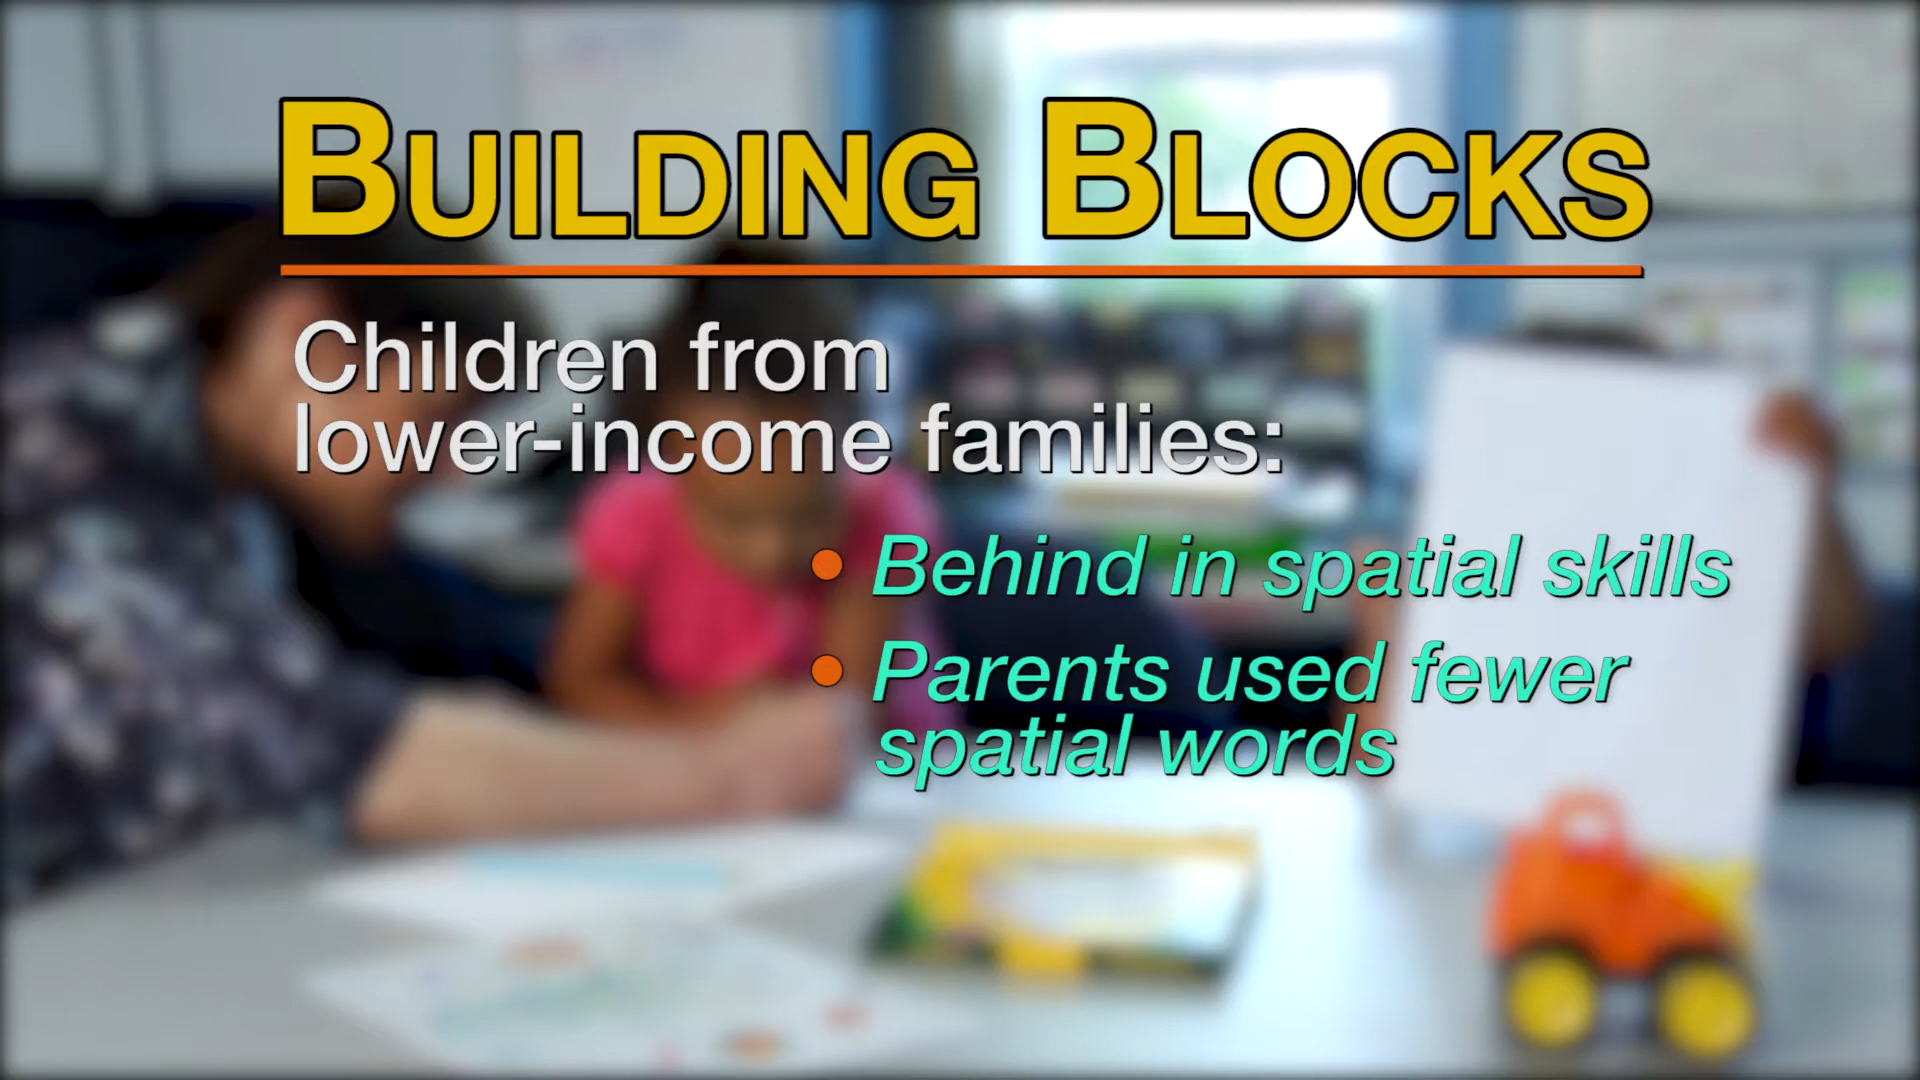 BUILDING BLOCKS
Children from
lower-income families:
• Behind in spatial skills
• Parents used fewer
spatial words